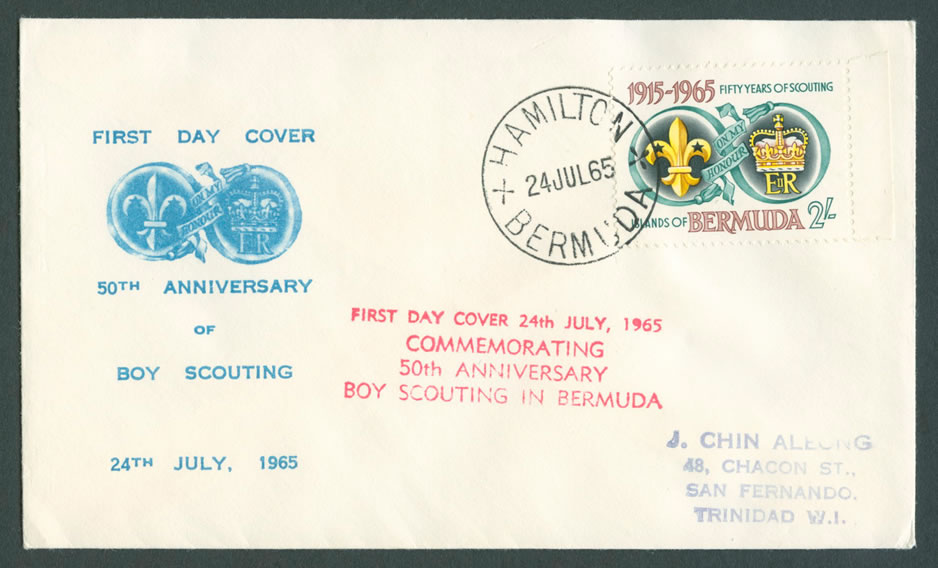 FIRST DAY COVER
ON MY
HONOUR
EIIR
50TH ANNIVERSARY
OF
BOY SCOUTING
24TH JULY, 1965
HAMILTON
24 JUL 65
BERMUDA
1915-1965 FIFTY YEARS OF SCOUTING
ON MY
HONOUR
EIIR
ISLANDS OF BERMUDA 2/-
FIRST DAY COVER 24th JULY, 1965
COMMEMORATING
50th ANNIVERSARY
BOY SCOUTING IN BERMUDA
J. CHIN ALEONG
48, CHACON ST.,
SAN FERNANDO.
TRINIDAD W.I.